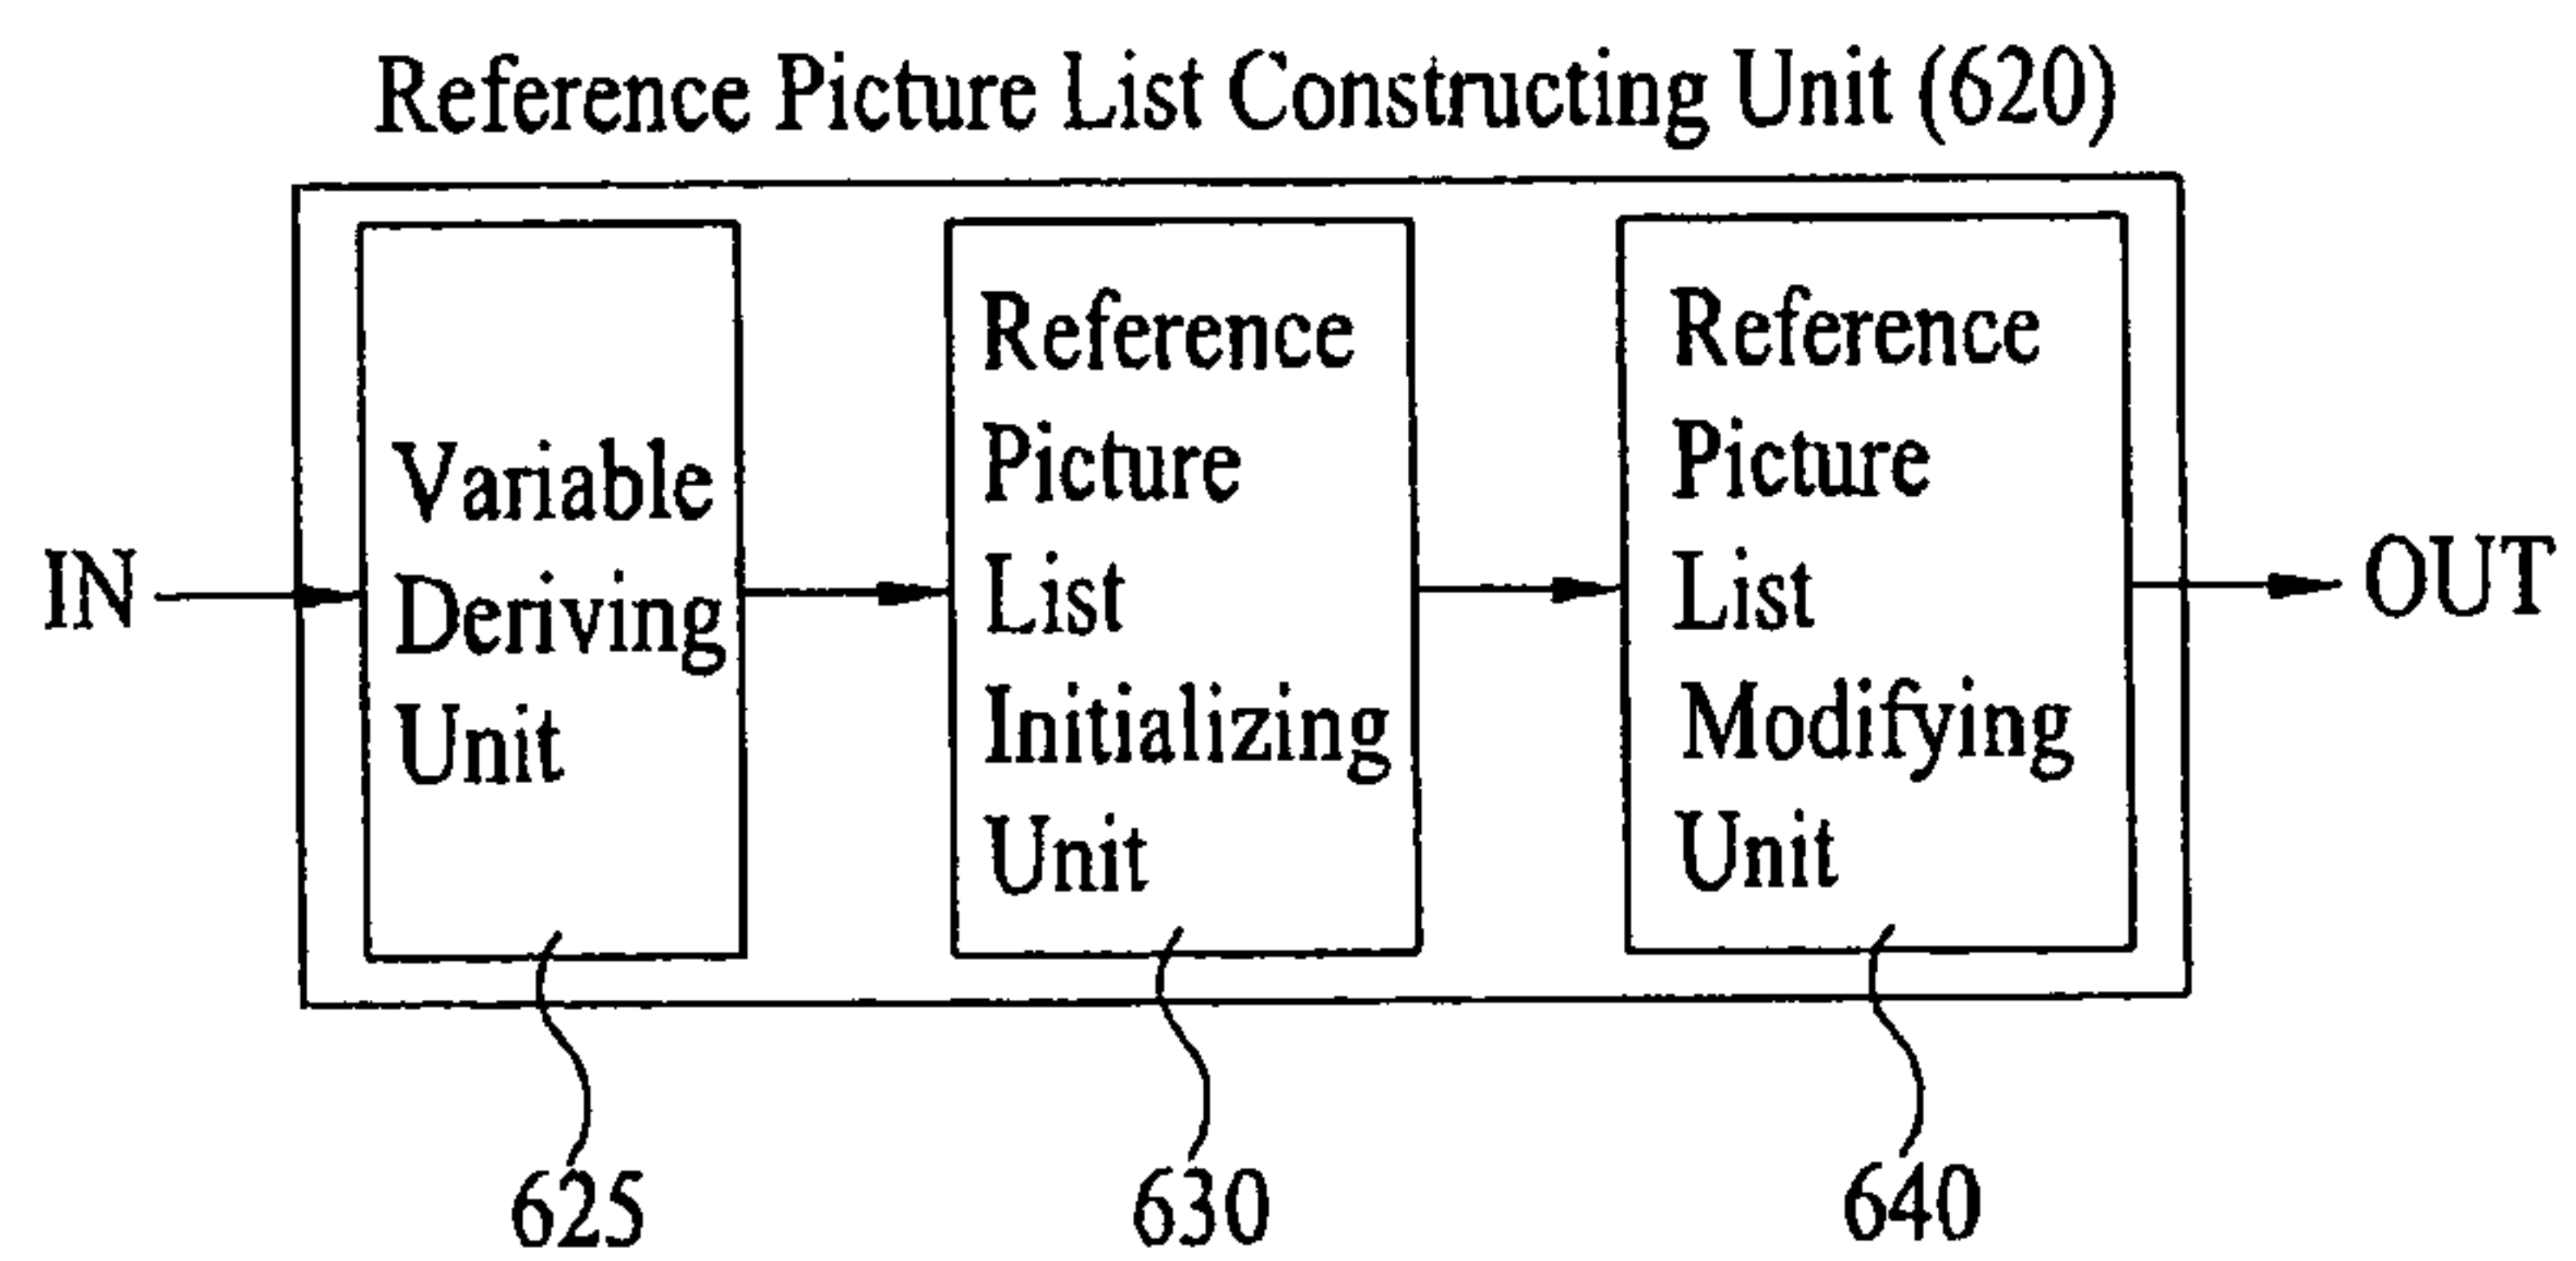 Reference Picture List Constructing Unit (620)
IN
Variable
Deriving
Unit
Reference
Picture
List
Initializing
Unit
Reference
Picture
List
Modifying
Unit
OUT
625
630
640